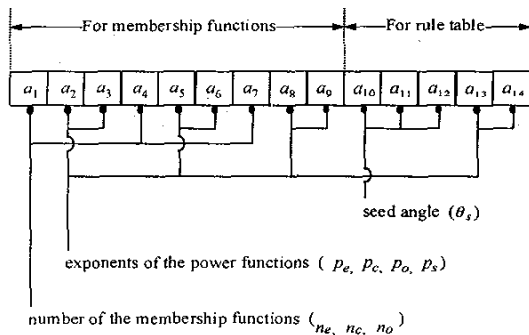 For membership functions For rule table
a1 a2 a3 a4 a5 a6 a7 a8 a9 a10 a11 a12 a13 a14
seed angle (θs)
exponents of the power functions ( pe, pc, po, ps)
number of the membership functions (ne, nc, no)